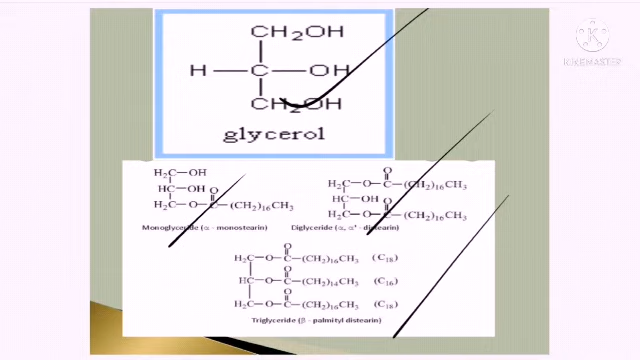 CH₂OH
H—C—OH
CH₂OH
glycerol
KINEMASTER
H₂C—OH
HC—OH O
H₂C—O—C—(CH₂)₁₆CH₃
Monoglyceride (α - monostearin)
O
H₂C—O—C—(CH₂)₁₆CH₃
HC—OH O
H₂C—O—C—(CH₂)₁₆CH₃
Diglyceride (α, α' - distearin)
O
H₂C—O—C—(CH₂)₁₆CH₃ (C₁₈)
O
HC—O—C—(CH₂)₁₄CH₃ (C₁₆)
O
H₂C—O—C—(CH₂)₁₆CH₃ (C₁₈)
Triglyceride (β - palmityl distearin)